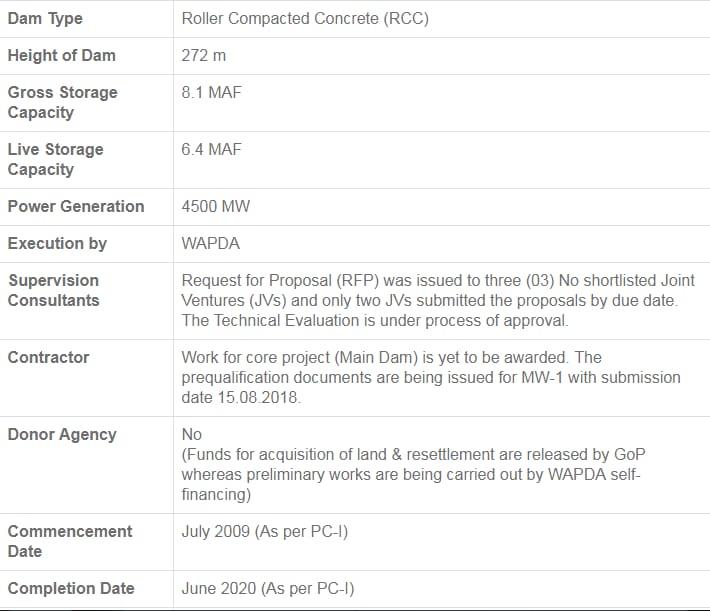 Dam Type
Roller Compacted Concrete (RCC)
Height of Dam
272 m
Gross Storage
Capacity
8.1 MAF
Live Storage
Capacity
6.4 MAF
Power Generation
4500 MW
Execution by
WAPDA
Supervision
Consultants
Request for Proposal (RFP) was issued to three (03) No shortlisted Joint
Ventures (JVs) and only two JVs submitted the proposals by due date.
The Technical Evaluation is under process of approval.
Contractor
Work for core project (Main Dam) is yet to be awarded. The
prequalification documents are being issued for MW-1 with submission
date 15.08.2018.
Donor Agency
No
(Funds for acquisition of land & resettlement are released by GoP
whereas preliminary works are being carried out by WAPDA self-
financing)
Commencement
Date
July 2009 (As per PC-I)
Completion Date
June 2020 (As per PC-I)